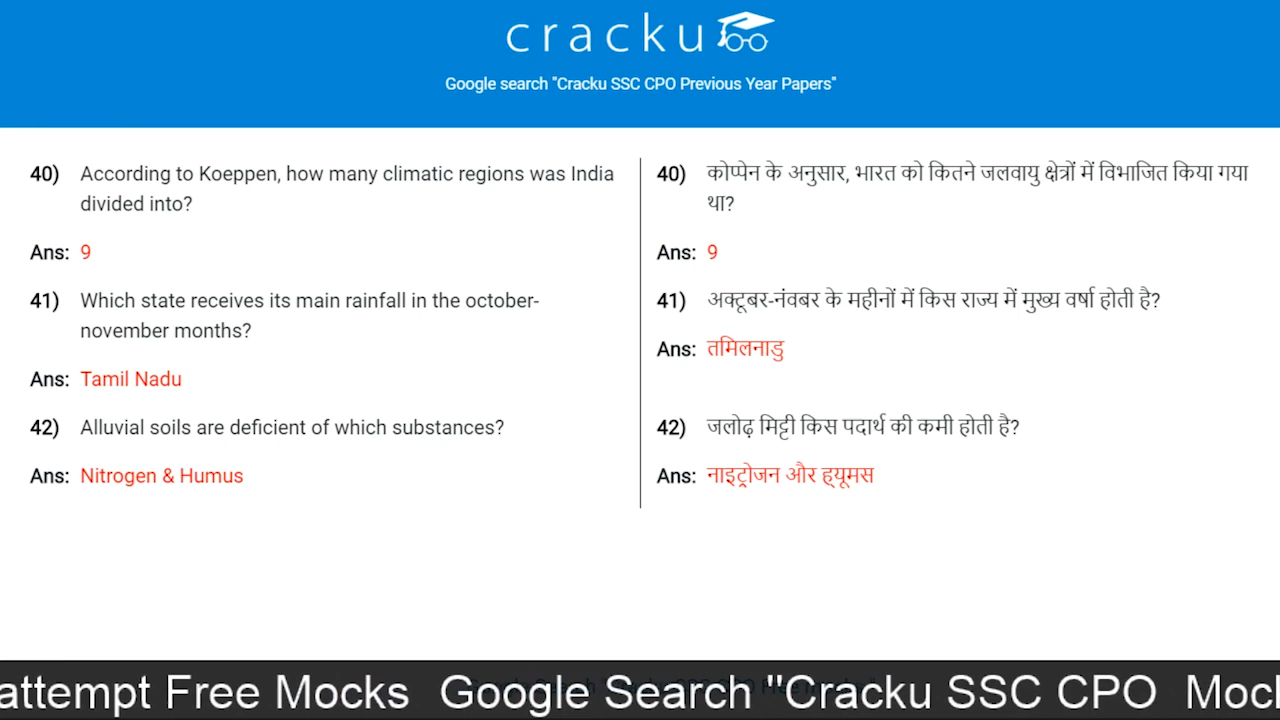 cracku
Google search "Cracku SSC CPO Previous Year Papers"
40) According to Koeppen, how many climatic regions was India
divided into?
Ans: 9
41) Which state receives its main rainfall in the october-
november months?
Ans: Tamil Nadu
42) Alluvial soils are deficient of which substances?
Ans: Nitrogen & Humus
40) कोप्पेन के अनुसार, भारत को कितने जलवायु क्षेत्रों में विभाजित किया गया
था?
Ans: 9
41) अक्टूबर-नंवबर के महीनों में किस राज्य में मुख्य वर्षा होती है?
Ans: तमिलनाडु
42) जलोढ़ मिट्टी किस पदार्थ की कमी होती है?
Ans: नाइट्रोजन और ह्यूमस
attempt Free Mocks Google Search "Cracku SSC CPO